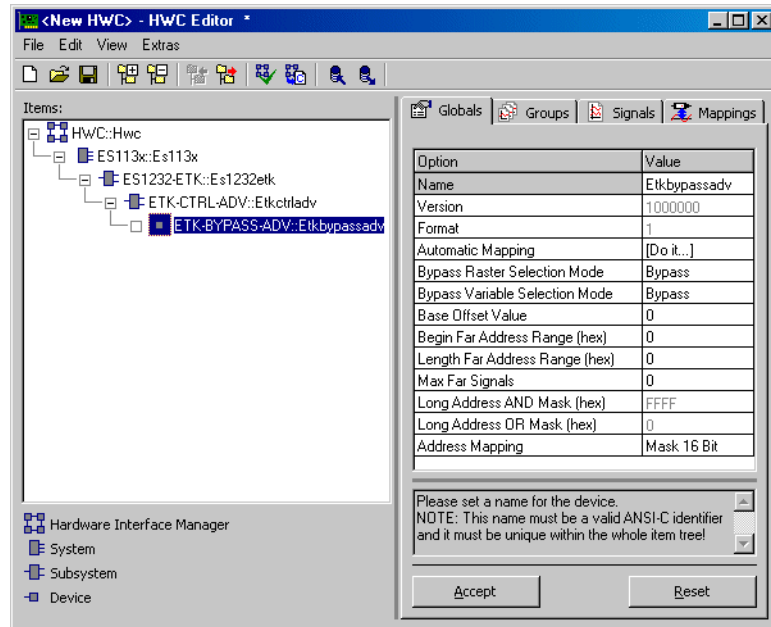 <New HWC> - HWC Editor *
File Edit View Extras
Items:
HWC::Hwc
ES113x::Es113x
ES1232-ETK::Es1232etk
ETK-CTRL-ADV::Etkctrladv
ETK-BYPASS-ADV::Etkbypassadv
Hardware Interface Manager
System
Subsystem
Device
Globals Groups Signals Mappings
Option Value
Name Etkbypassadv
Version 1000000
Format 1
Automatic Mapping [Do it...]
Bypass Raster Selection Mode Bypass
Bypass Variable Selection Mode Bypass
Base Offset Value 0
Begin Far Address Range (hex) 0
Length Far Address Range (hex) 0
Max Far Signals 0
Long Address AND Mask (hex) FFFF
Long Address OR Mask (hex) 0
Address Mapping Mask 16 Bit
Please set a name for the device.
NOTE: This name must be a valid ANSI-C identifier
and it must be unique within the whole item tree!
Accept Reset